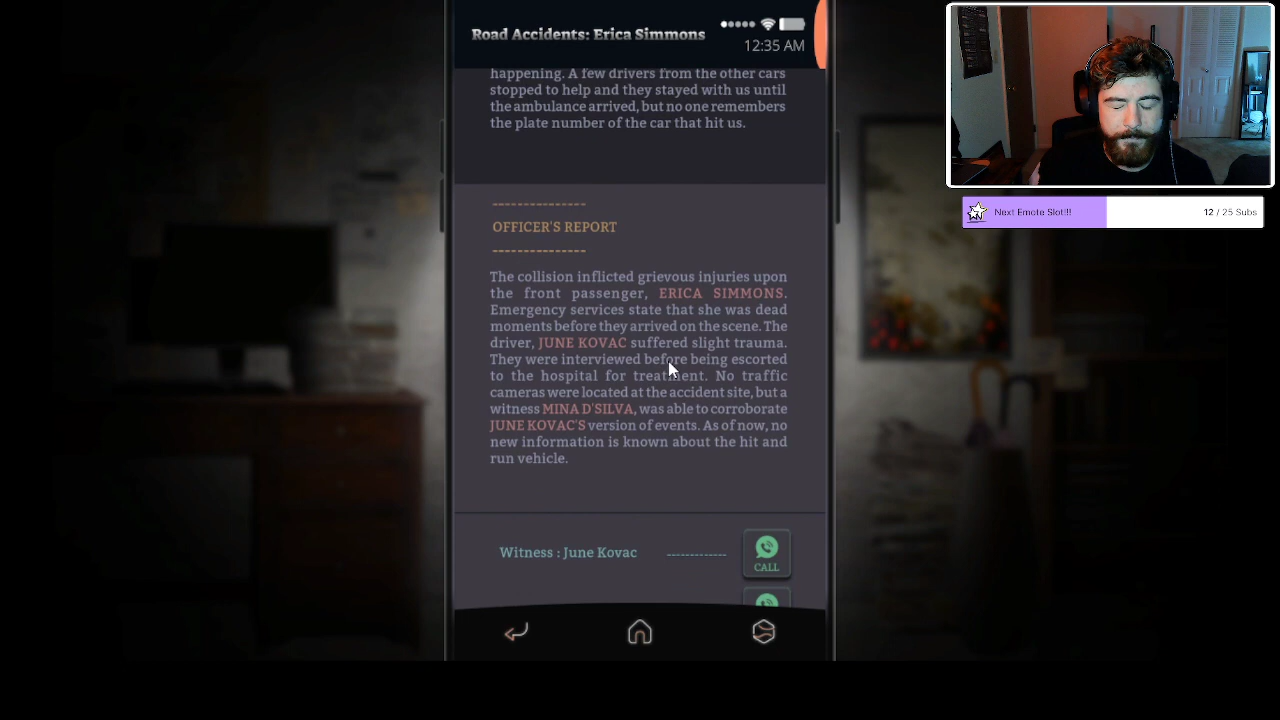 Road Accidents: Erica Simmons
12:35 AM
happening. A few drivers from the other cars
stopped to help and they stayed with us until
the ambulance arrived, but no one remembers
the plate number of the car that hit us.
---------------
OFFICER'S REPORT
---------------
The collision inflicted grievous injuries upon
the front passenger, ERICA SIMMONS.
Emergency services state that she was dead
moments before they arrived on the scene. The
driver, JUNE KOVAC suffered slight trauma.
They were interviewed before being escorted
to the hospital for treatment. No traffic
cameras were located at the accident site, but a
witness MINA D'SILVA, was able to corroborate
JUNE KOVAC'S version of events. As of now, no
new information is known about the hit and
run vehicle.
Witness : June Kovac ------------- CALL
Next Emote Slot!!! 12 / 25 Subs